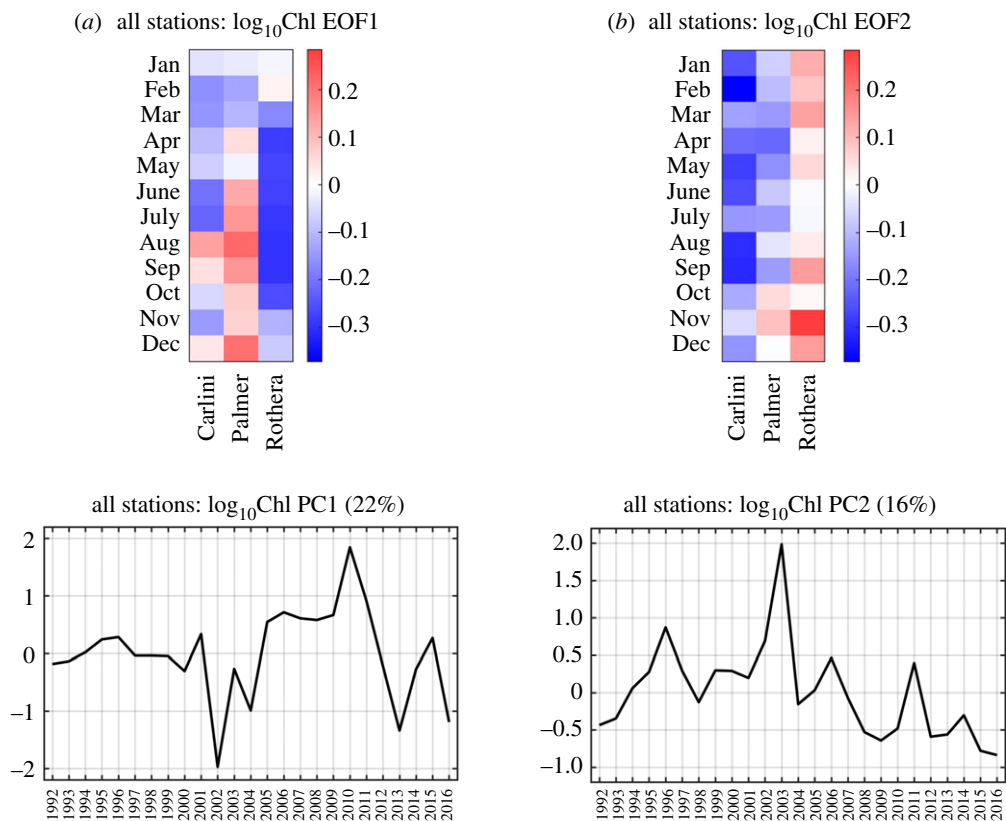 (a) all stations: log10Chl EOF1
Jan
Feb
Mar
Apr
May
June
July
Aug
Sep
Oct
Nov
Dec
0.2
0.1
0
–0.1
–0.2
–0.3
Carlini
Palmer
Rothera
(b) all stations: log10Chl EOF2
Jan
Feb
Mar
Apr
May
June
July
Aug
Sep
Oct
Nov
Dec
0.2
0.1
0
–0.1
–0.2
–0.3
Carlini
Palmer
Rothera
all stations: log10Chl PC1 (22%)
2
1
0
–1
–2
1992
1993
1994
1995
1996
1997
1998
1999
2000
2001
2002
2003
2004
2005
2006
2007
2008
2009
2010
2011
2012
2013
2014
2015
2016
all stations: log10Chl PC2 (16%)
2.0
1.5
1.0
0.5
0
–0.5
–1.0
1992
1993
1994
1995
1996
1997
1998
1999
2000
2001
2002
2003
2004
2005
2006
2007
2008
2009
2010
2011
2012
2013
2014
2015
2016